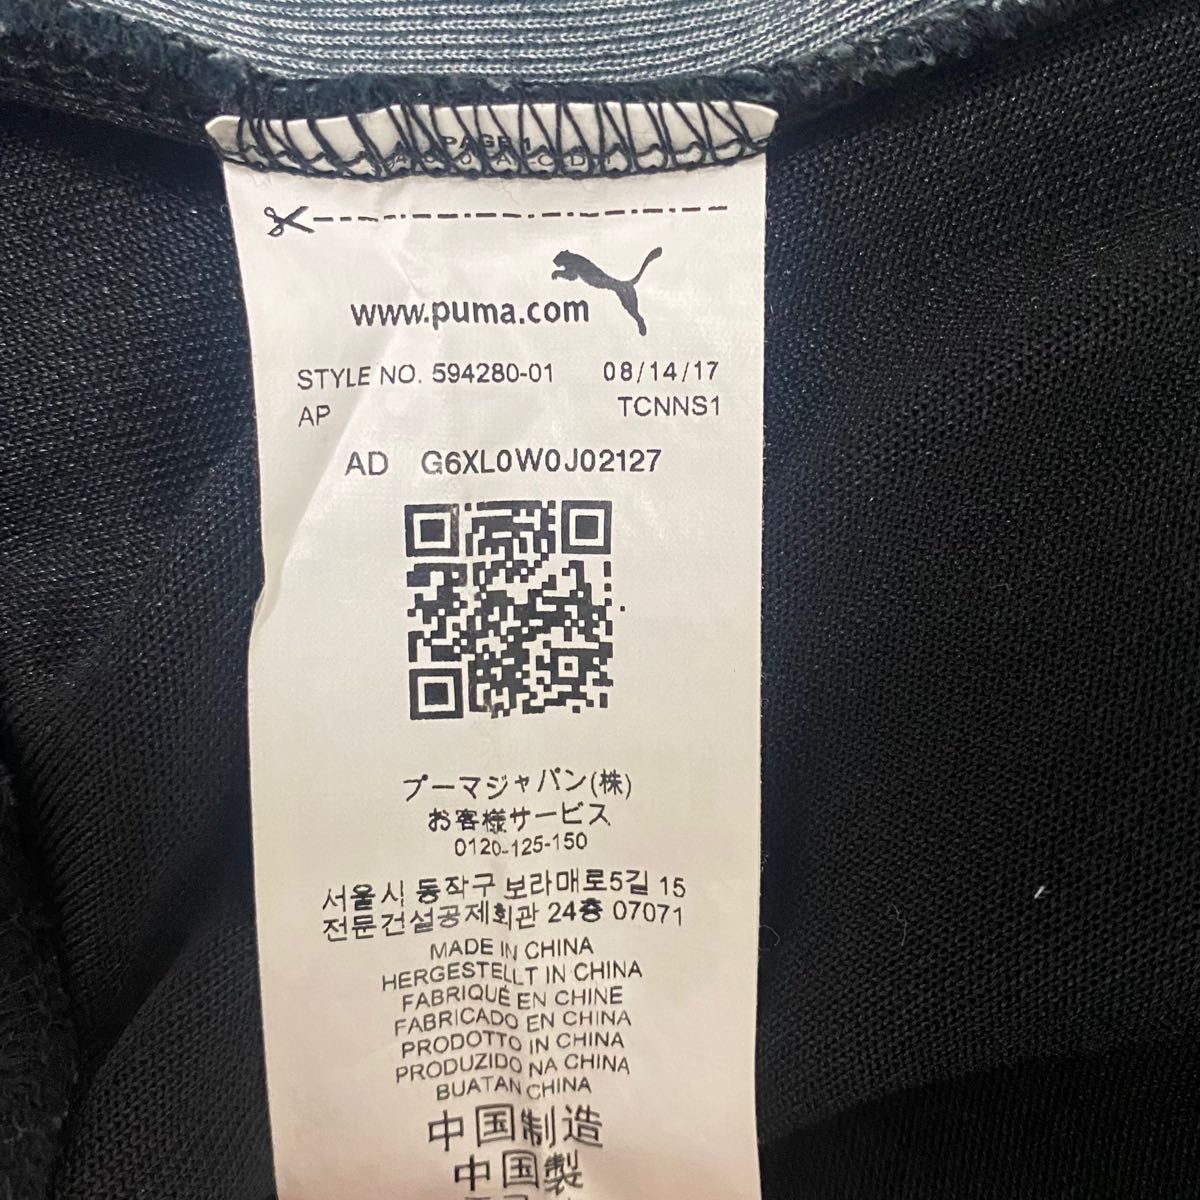 PAGE 1
www.puma.com
STYLE NO. 594280-01 08/14/17
AP TCNNS1
AD G6XL0W0J02127
プーマジャパン(株)
お客様サービス
0120-125-150
서울시 동작구 보라매로5길 15
전문건설공제회관 24층 07071
MADE IN CHINA
HERGESTELLT IN CHINA
FABRIQUÉ EN CHINE
FABRICADO EN CHINA
PRODOTTO IN CHINA
PRODUZIDO NA CHINA
BUATAN CHINA
中国制造
中国製